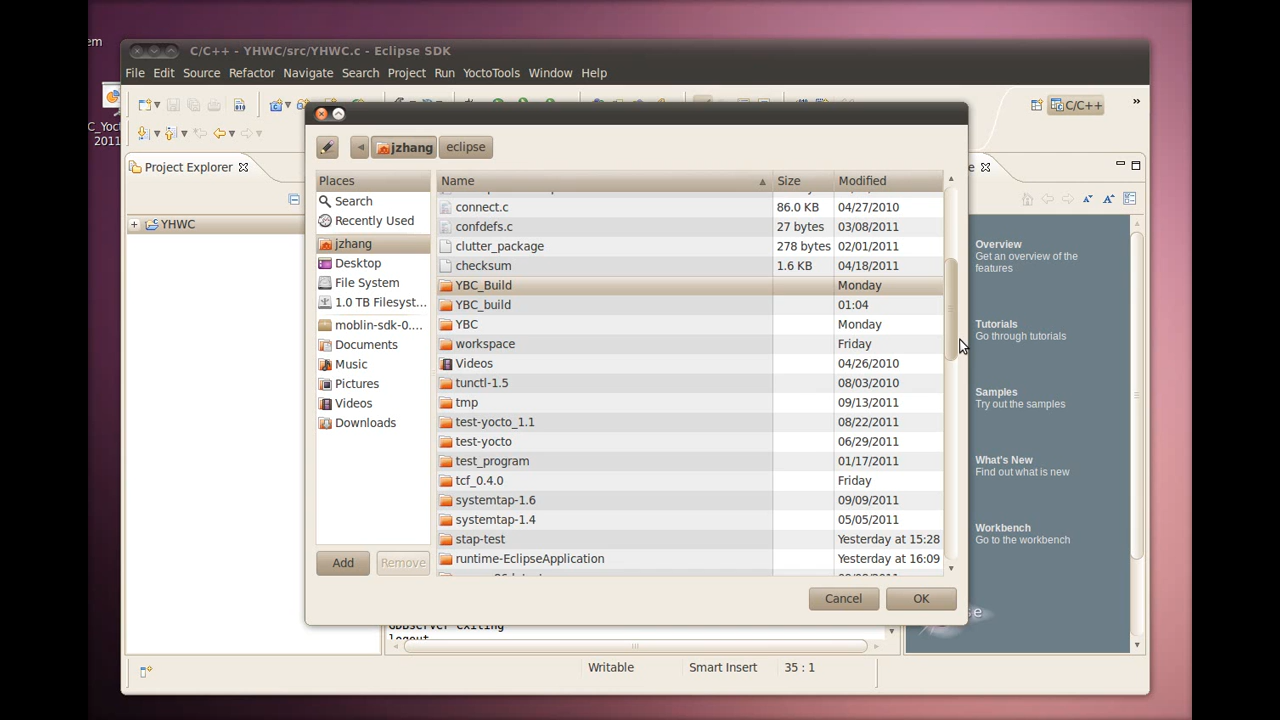 em
C/C++ - YHWC/src/YHWC.c - Eclipse SDK
File Edit Source Refactor Navigate Search Project Run YoctoTools Window Help
C/C++ »
C_Yoct
2011
jzhang eclipse
Project Explorer
YHWC
Places
Search
Recently Used
jzhang
Desktop
File System
1.0 TB Filesyst...
moblin-sdk-0....
Documents
Music
Pictures
Videos
Downloads
Name Size Modified
connect.c 86.0 KB 04/27/2010
confdefs.c 27 bytes 03/08/2011
clutter_package 278 bytes 02/01/2011
checksum 1.6 KB 04/18/2011
YBC_Build Monday
YBC_build 01:04
YBC Monday
workspace Friday
Videos 04/26/2010
tunctl-1.5 08/03/2010
tmp 09/13/2011
test-yocto_1.1 08/22/2011
test-yocto 06/29/2011
test_program 01/17/2011
tcf_0.4.0 Friday
systemtap-1.6 09/09/2011
systemtap-1.4 05/05/2011
stap-test Yesterday at 15:28
runtime-EclipseApplication Yesterday at 16:09
Add Remove
Cancel OK
e
Overview
Get an overview of the
features
Tutorials
Go through tutorials
Samples
Try out the samples
What's New
Find out what is new
Workbench
Go to the workbench
se
GDBserver exiting
logout
Writable Smart Insert 35 : 1